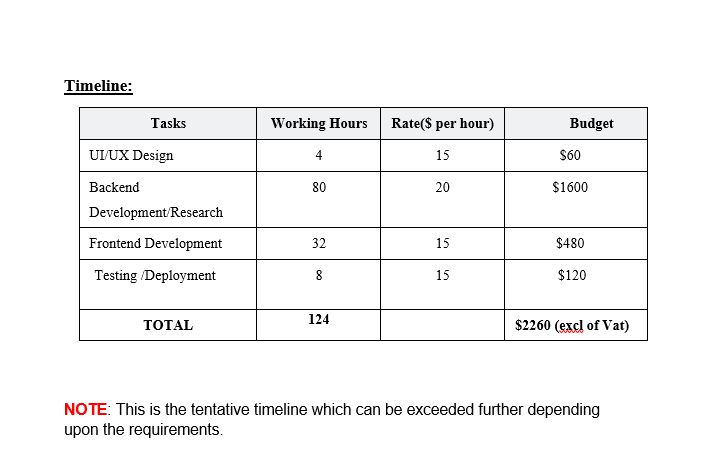 Timeline:
Tasks Working Hours Rate($ per hour) Budget
UI/UX Design 4 15 $60
Backend 80 20 $1600
Development/Research
Frontend Development 32 15 $480
Testing /Deployment 8 15 $120
TOTAL 124 $2260 (excl of Vat)
NOTE: This is the tentative timeline which can be exceeded further depending
upon the requirements.